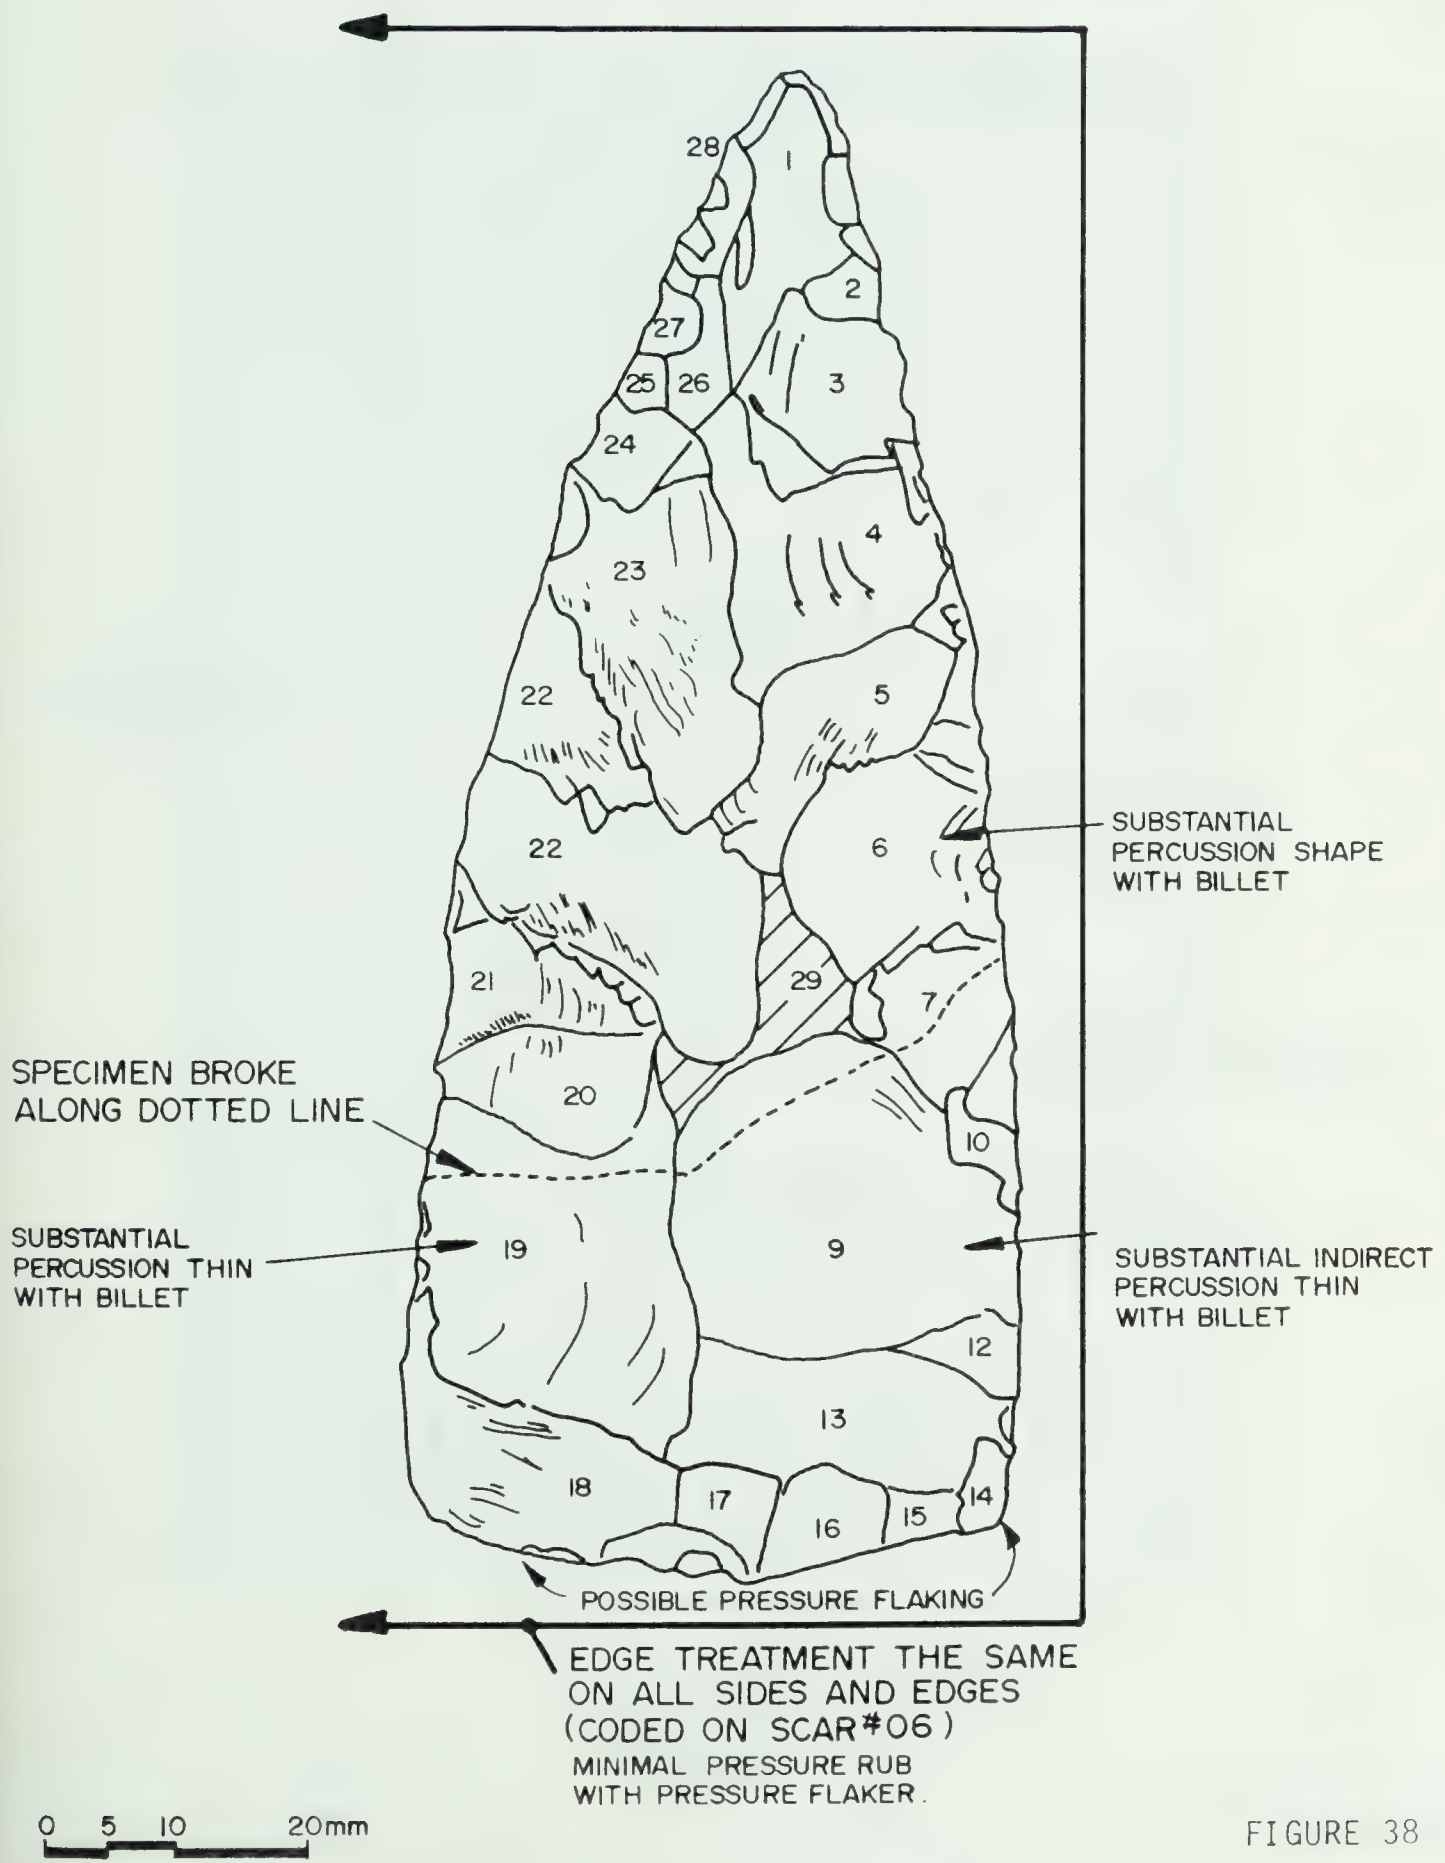 28
1
2
27
3
25 26
24
4
23
5
22
SUBSTANTIAL
PERCUSSION SHAPE
WITH BILLET
22
6
21
29
7
SPECIMEN BROKE
ALONG DOTTED LINE
20
10
SUBSTANTIAL
PERCUSSION THIN
WITH BILLET
19
9
SUBSTANTIAL INDIRECT
PERCUSSION THIN
WITH BILLET
12
13
18
17
16
15
14
POSSIBLE PRESSURE FLAKING
EDGE TREATMENT THE SAME
ON ALL SIDES AND EDGES
(CODED ON SCAR#06)
MINIMAL PRESSURE RUB
WITH PRESSURE FLAKER.
0 5 10 20mm
FIGURE 38